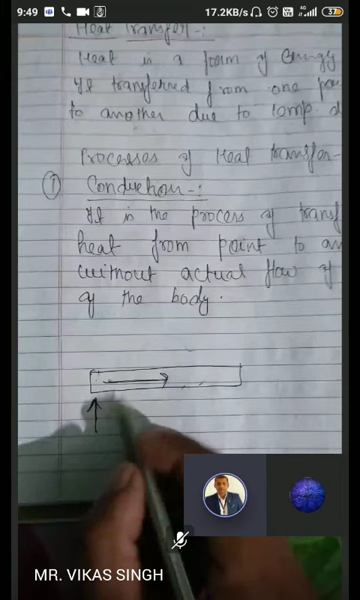 9:49
17.2KB/s
37
Heat Transfer -:
Heat is a form of Energy
It transferred from one
to another due to temp. d
Processes of Heat transfer -
① Conduction -:
It is the process of transf
heat from point to an
without actual flow of
of the body.
MR. VIKAS SINGH